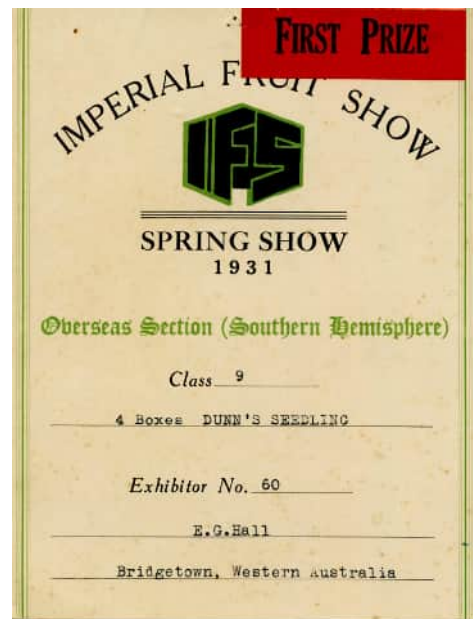 FIRST PRIZE
IMPERIAL FRUIT SHOW
IFS
SPRING SHOW
1931
Overseas Section (Southern Hemisphere)
Class 9
4 Boxes DUNN'S SEEDLING
Exhibitor No. 60
E.G.Hall
Bridgetown, Western Australia